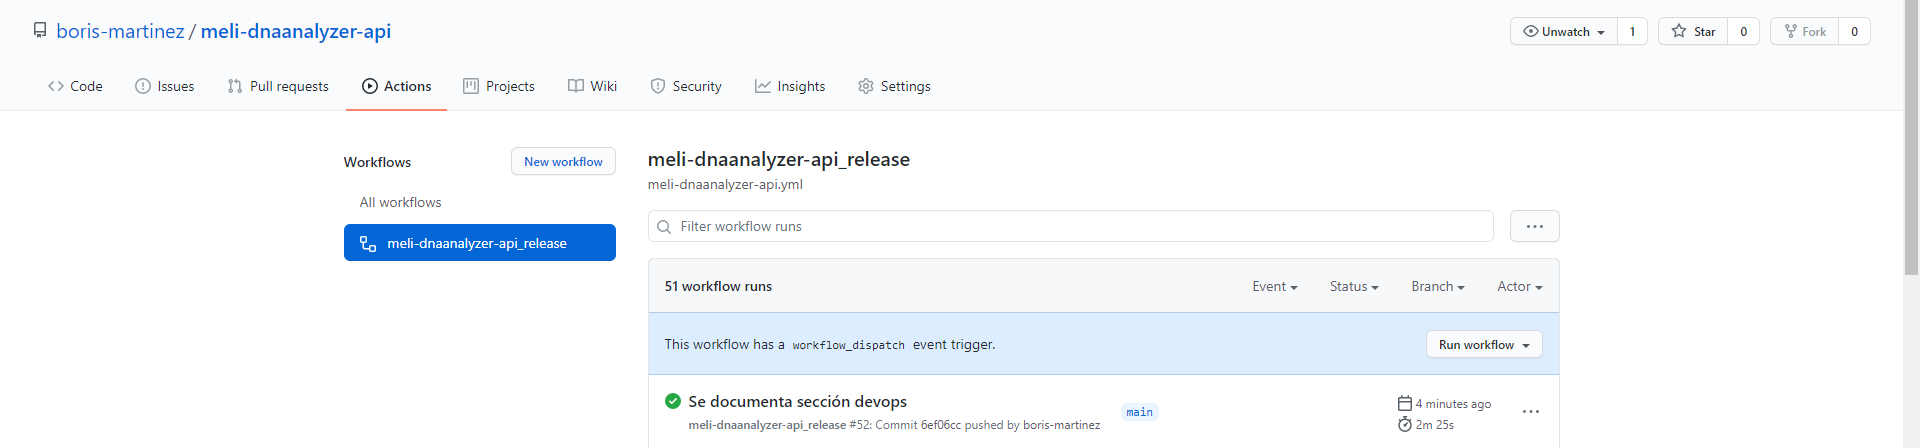 boris-martinez / meli-dnaanalyzer-api
Unwatch 1 Star 0 Fork 0
Code Issues Pull requests Actions Projects Wiki Security Insights Settings
Workflows
New workflow
All workflows
meli-dnaanalyzer-api_release
meli-dnaanalyzer-api_release
meli-dnaanalyzer-api.yml
Filter workflow runs
51 workflow runs
Event Status Branch Actor
This workflow has a workflow_dispatch event trigger.
Run workflow
Se documenta sección devops
meli-dnaanalyzer-api_release #52: Commit 6ef06cc pushed by boris-martinez
main
4 minutes ago
2m 25s